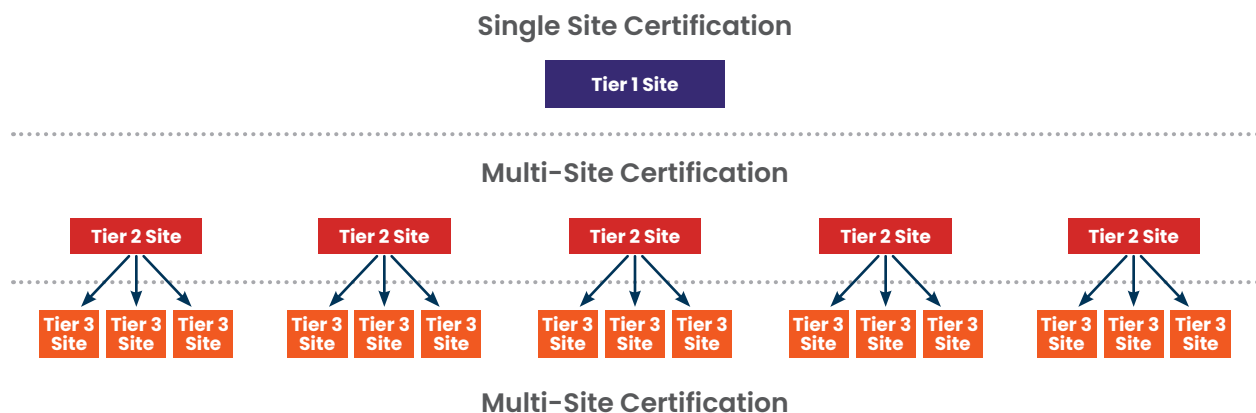 Single Site Certification
Tier 1 Site
Multi-Site Certification
Tier 2 Site
Tier 2 Site
Tier 2 Site
Tier 2 Site
Tier 2 Site
Tier 3
Site
Tier 3
Site
Tier 3
Site
Tier 3
Site
Tier 3
Site
Tier 3
Site
Tier 3
Site
Tier 3
Site
Tier 3
Site
Tier 3
Site
Tier 3
Site
Tier 3
Site
Tier 3
Site
Tier 3
Site
Tier 3
Site
Multi-Site Certification